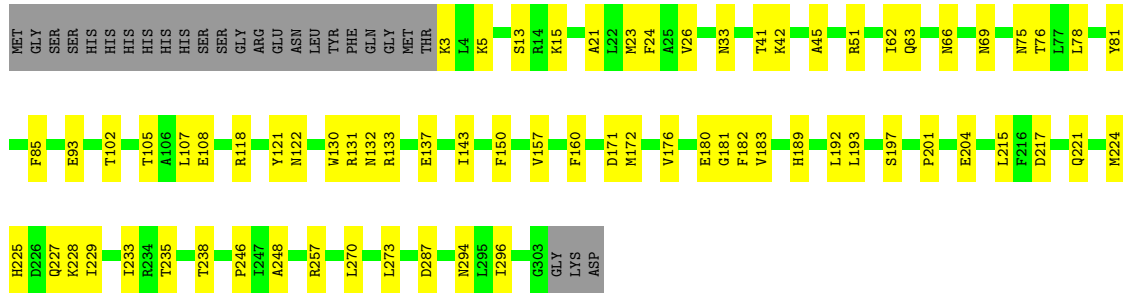 MET GLY SER SER HIS HIS HIS HIS HIS HIS SER SER GLY ARG GLU ASN LEU TYR PHE GLN GLY MET THR K3 L4 K5 S13 R14 K15 A21 L22 M23 F24 A25 V26 N33 T41 K42 A45 R51 I62 Q63 N66 N69 N75 T76 L77 L78 Y81
F85 E93 T102 T105 A106 L107 E108 R118 Y121 N122 W130 R131 N132 R133 E137 I143 F150 V157 F160 D171 M172 V176 E180 G181 F182 V183 H189 L192 L193 S197 P201 E204 L215 F216 D217 Q221 M224
H225 D226 Q227 K228 I229 I233 R234 T235 T238 P246 I247 A248 R257 L270 L273 D287 N294 L295 I296 G303 GLY LYS ASP